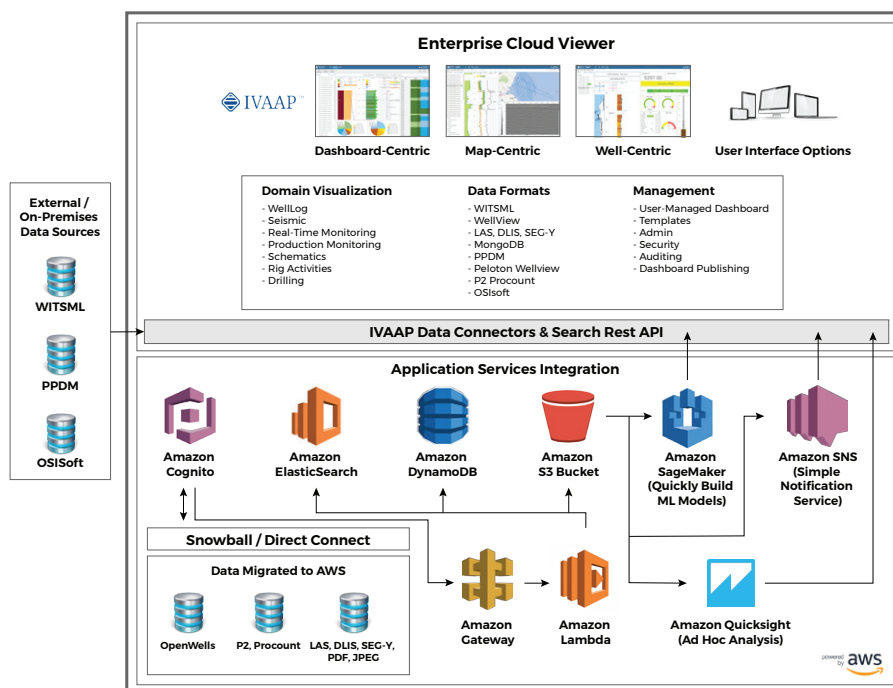 Enterprise Cloud Viewer
IVAAP™
Dashboard-Centric
Map-Centric
Well-Centric
User Interface Options
External /
On-Premises
Data Sources
WITSML
PPDM
OSISoft
Domain Visualization
- WellLog
- Seismic
- Real-Time Monitoring
- Production Monitoring
- Schematics
- Rig Activities
- Drilling
Data Formats
- WITSML
- WellView
- LAS, DLIS, SEG-Y
- MongoDB
- PPDM
- Peloton Wellview
- P2 Procount
- OSIsoft
Management
- User-Managed Dashboard
- Templates
- Admin
- Security
- Auditing
- Dashboard Publishing
IVAAP Data Connectors & Search Rest API
Application Services Integration
Amazon
Cognito
Amazon
ElasticSearch
Amazon
DynamoDB
Amazon
S3 Bucket
Amazon
SageMaker
(Quickly Build
ML Models)
Amazon SNS
(Simple
Notification
Service)
Snowball / Direct Connect
Data Migrated to AWS
OpenWells
P2, Procount
LAS, DLIS, SEG-Y,
PDF, JPEG
Amazon
Gateway
Amazon
Lambda
Amazon Quicksight
(Ad Hoc Analysis)
powered
by
aws